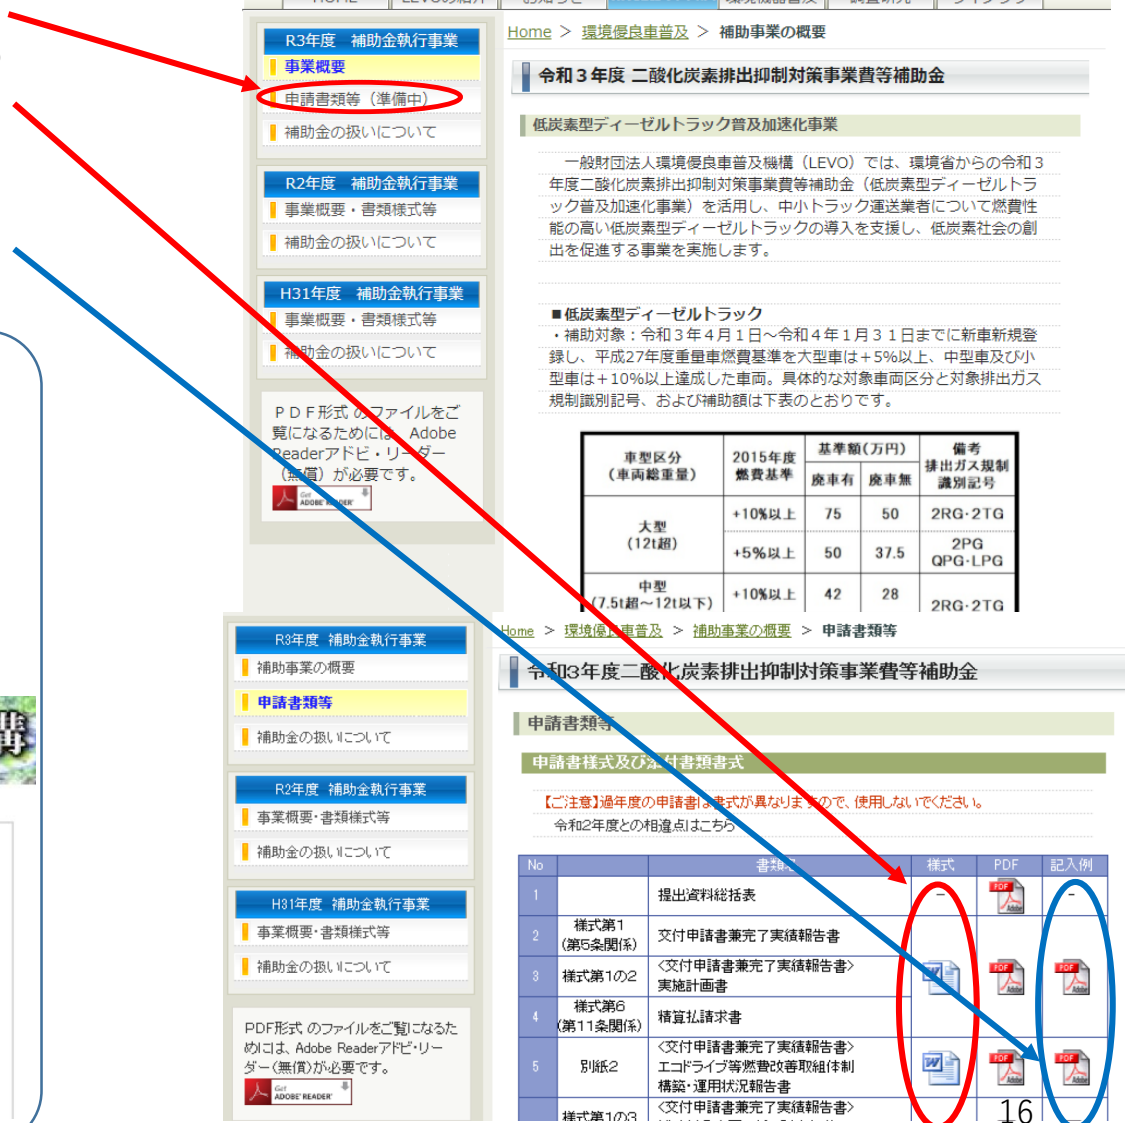 R3年度 補助金執行事業
事業概要
申請書類等（準備中）
補助金の扱いについて
R2年度 補助金執行事業
事業概要・書類様式等
補助金の扱いについて
H31年度 補助金執行事業
事業概要・書類様式等
補助金の扱いについて
ＰＤＦ形式 のファイルをご
覧になるためには、Adobe
Readerアドビ・リーダー
（無償）が必要です。
Get
ADOBE READER
Home > 環境優良車普及 > 補助事業の概要
令和３年度 二酸化炭素排出抑制対策事業費等補助金
低炭素型ディーゼルトラック普及加速化事業
一般財団法人環境優良車普及機構（LEVO）では、環境省からの令和３
年度二酸化炭素排出抑制対策事業費等補助金（低炭素型ディーゼルトラ
ック普及加速化事業）を活用し、中小トラック運送業者について燃費性
能の高い低炭素型ディーゼルトラックの導入を支援し、低炭素社会の創
出を促進する事業を実施します。
■低炭素型ディーゼルトラック
・補助対象：令和３年４月１日～令和４年１月３１日までに新車新規登
録し、平成27年度重量車燃費基準を大型車は＋5%以上、中型車及び小
型車は＋10%以上達成した車両。具体的な対象車両区分と対象排出ガス
規制識別記号、および補助額は下表のとおりです。
車型区分
（車両総重量）
2015年度
燃費基準
基準額(万円)
廃車有 廃車無
備考
排出ガス規制
識別記号
大型
（12t超）
+10%以上 75 50 2RG･2TG
+5%以上 50 37.5 2PG
QPG･LPG
中型
(7.5t超～12t以下)
+10%以上 42 28 2RG･2TG
R3年度 補助金執行事業
補助事業の概要
申請書類等
補助金の扱いについて
R2年度 補助金執行事業
事業概要・書類様式等
補助金の扱いについて
H31年度 補助金執行事業
事業概要・書類様式等
補助金の扱いについて
PDF形式 のファイルをご覧になるた
めには、Adobe Readerアドビ・リー
ダー（無償）が必要です。
Get
ADOBE READER
Home > 環境優良車普及 > 補助事業の概要 > 申請書類等
令和3年度二酸化炭素排出抑制対策事業費等補助金
申請書類等
申請書様式及び添付書類書式
【ご注意】過年度の申請書は書式が異なりますので、使用しないでください。
令和2年度との相違点はこちら
No 書類名 様式 PDF 記入例
1 提出資料総括表 - PDF Adobe -
2 様式第1
(第5条関係) 交付申請書兼完了実績報告書
3 様式第1の2 〈交付申請書兼完了実績報告書〉
実施計画書
PDF Adobe PDF Adobe
4 様式第6
(第11条関係) 精算払請求書
5 別紙2 〈交付申請書兼完了実績報告書〉
エコドライブ等燃費改善取組体制
構築・運用状況報告書
PDF Adobe PDF Adobe
様式第1の3 〈交付申請書兼完了実績報告書〉
16